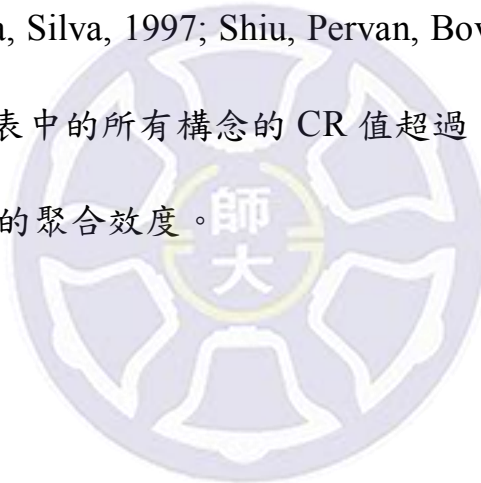 a, Silva, 1997; Shiu, Pervan, Bov
表中的所有構念的 CR 值超過
的聚合效度。
師
大